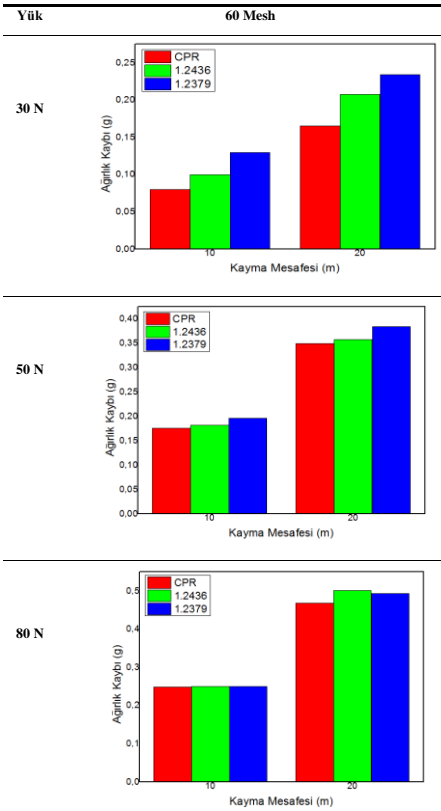 Yük 60 Mesh
30 N
Ağırlık Kaybı (g)
0,25
0,20
0,15
0,10
0,05
0,00
CPR
1.2436
1.2379
10 20
Kayma Mesafesi (m)
50 N
Ağırlık Kaybı (g)
0,40
0,35
0,30
0,25
0,20
0,15
0,10
0,05
0,00
CPR
1.2436
1.2379
10 20
Kayma Mesafesi (m)
80 N
Ağırlık Kaybı (g)
0,5
0,4
0,3
0,2
0,1
0,0
CPR
1.2436
1.2379
10 20
Kayma Mesafesi (m)